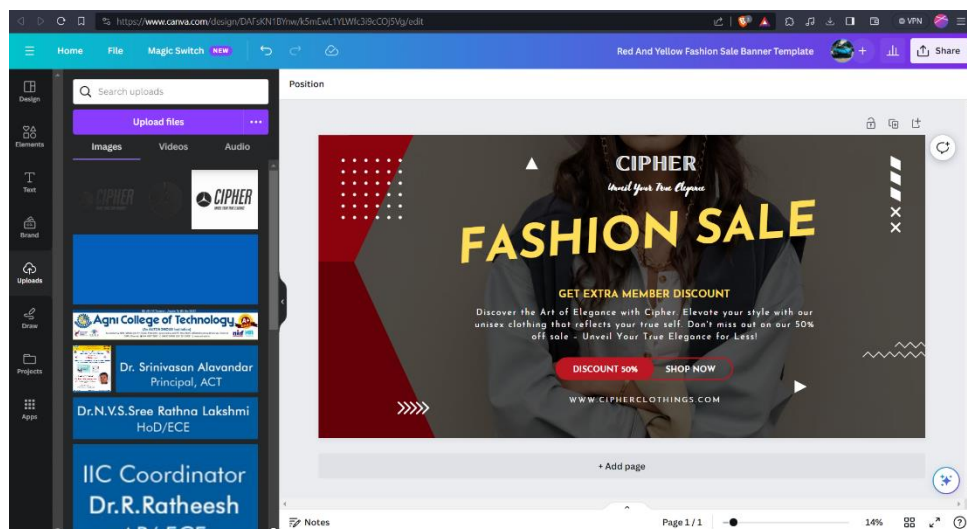 https://www.canva.com/design/DAFsKN1BYnw/k5mEwL1YLWfc3i9cCOj5Vg/edit
VPN
Home File Magic Switch NEW
Red And Yellow Fashion Sale Banner Template
Share
Design
Elements
Text
Brand
Uploads
Draw
Projects
Apps
Search uploads
Upload files
Images Videos Audio
CIPHER
CIPHER
Agni College of Technology
Dr. Srinivasan Alavandar
Principal, ACT
Dr.N.V.S.Sree Rathna Lakshmi
HoD/ECE
IIC Coordinator
Dr.R.Ratheesh
Position
CIPHER
Unveil Your True Elegance
FASHION SALE
GET EXTRA MEMBER DISCOUNT
Discover the Art of Elegance with Cipher. Elevate your style with our
unisex clothing that reflects your true self. Don't miss out on our 50%
off sale – Unveil Your True Elegance for Less!
DISCOUNT 50% SHOP NOW
WWW.CIPHERCLOTHINGS.COM
+ Add page
Notes
Page 1 / 1
14%